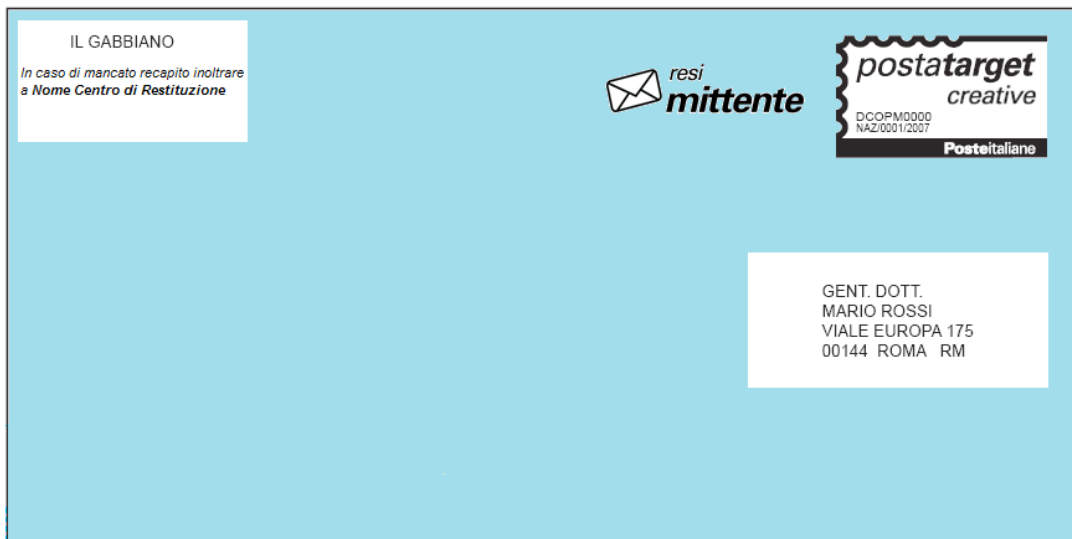 IL GABBIANO
In caso di mancato recapito inoltrare
a Nome Centro di Restituzione
resi
mittente
postatarget
creative
DCOPM0000
NAZ/0001/2007
Posteitaliane
GENT. DOTT.
MARIO ROSSI
VIALE EUROPA 175
00144 ROMA RM